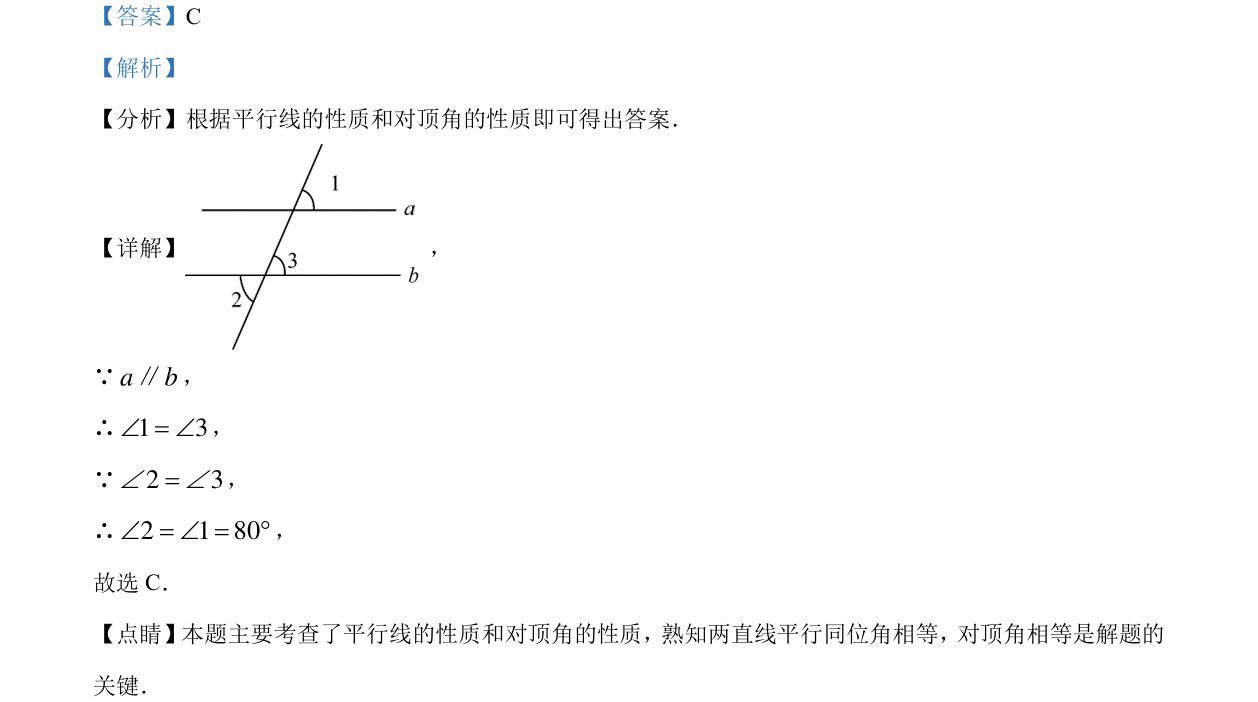 【答案】C
【解析】
【分析】根据平行线的性质和对顶角的性质即可得出答案．
1
a
【详解】
3
，
b
2
∵a∥b，
∴∠1=∠3，
∵∠2=∠3，
∴∠2=∠1=80°，
故选 C．
【点睛】本题主要考查了平行线的性质和对顶角的性质，熟知两直线平行同位角相等，对顶角相等是解题的
关键．